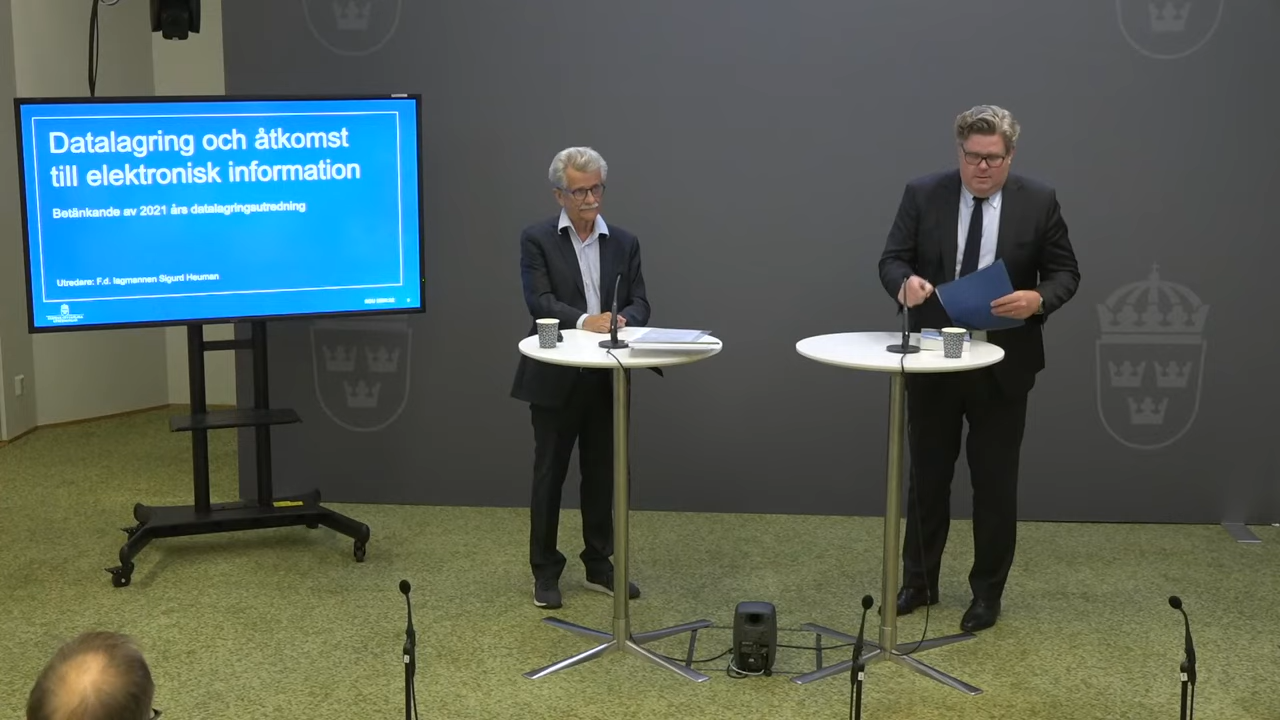 Datalagring och åtkomst
till elektronisk information
Betänkande av 2021 års datalagringsutredning
Utredare: F.d. lagmannen Sigurd Heuman